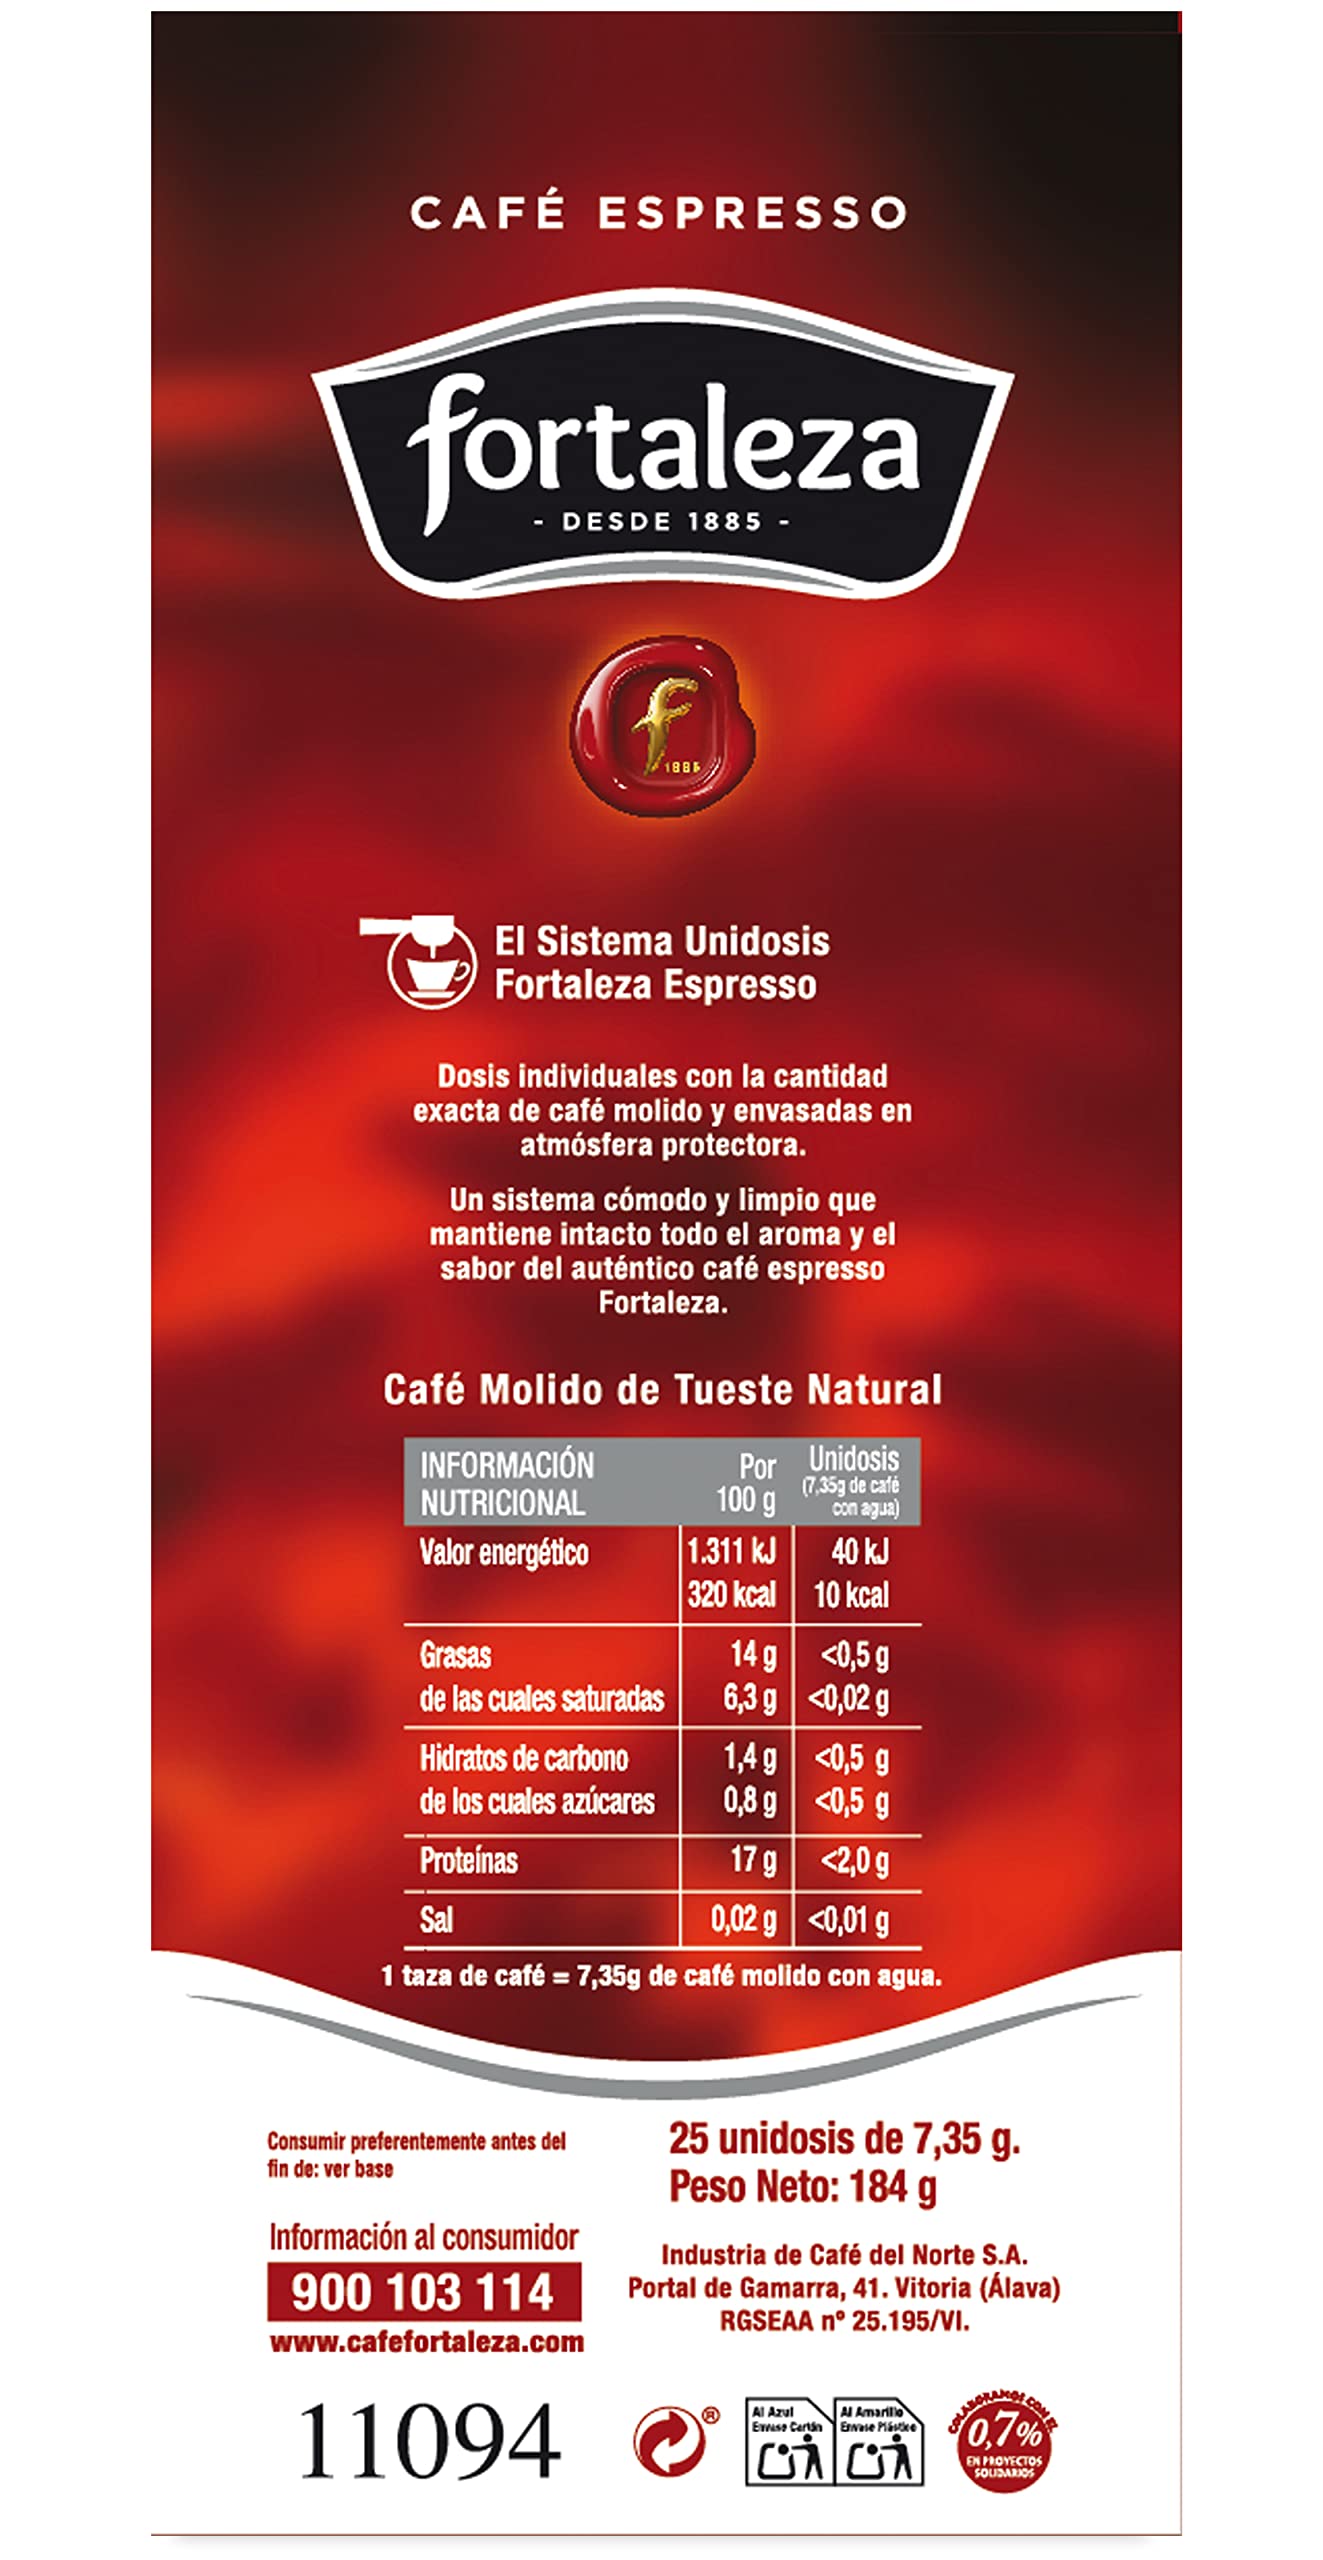 CAFÉ ESPRESSO
fortaleza
- DESDE 1885 -
f
1885
El Sistema Unidosis
Fortaleza Espresso
Dosis individuales con la cantidad
exacta de café molido y envasadas en
atmósfera protectora.
Un sistema cómodo y limpio que
mantiene intacto todo el aroma y el
sabor del auténtico café espresso
Fortaleza.
Café Molido de Tueste Natural
INFORMACIÓN NUTRICIONAL Por 100 g Unidosis (7,35g de café con agua)
Valor energético 1.311 kJ 40 kJ
320 kcal 10 kcal
Grasas 14 g <0,5 g
de las cuales saturadas 6,3 g <0,02 g
Hidratos de carbono 1,4 g <0,5 g
de los cuales azúcares 0,8 g <0,5 g
Proteínas 17 g <2,0 g
Sal 0,02 g <0,01 g
1 taza de café = 7,35g de café molido con agua.
Consumir preferentemente antes del
fin de: ver base
Información al consumidor
900 103 114
www.cafefortaleza.com
25 unidosis de 7,35 g.
Peso Neto: 184 g
Industria de Café del Norte S.A.
Portal de Gamarra, 41. Vitoria (Álava)
RGSEAA nº 25.195/VI.
11094
®
Al Azul
Envase Cartón
Al Amarillo
Envase Plástico
COLABORAMOS CON EL
0,7%
EN PROYECTOS
SOLIDARIOS